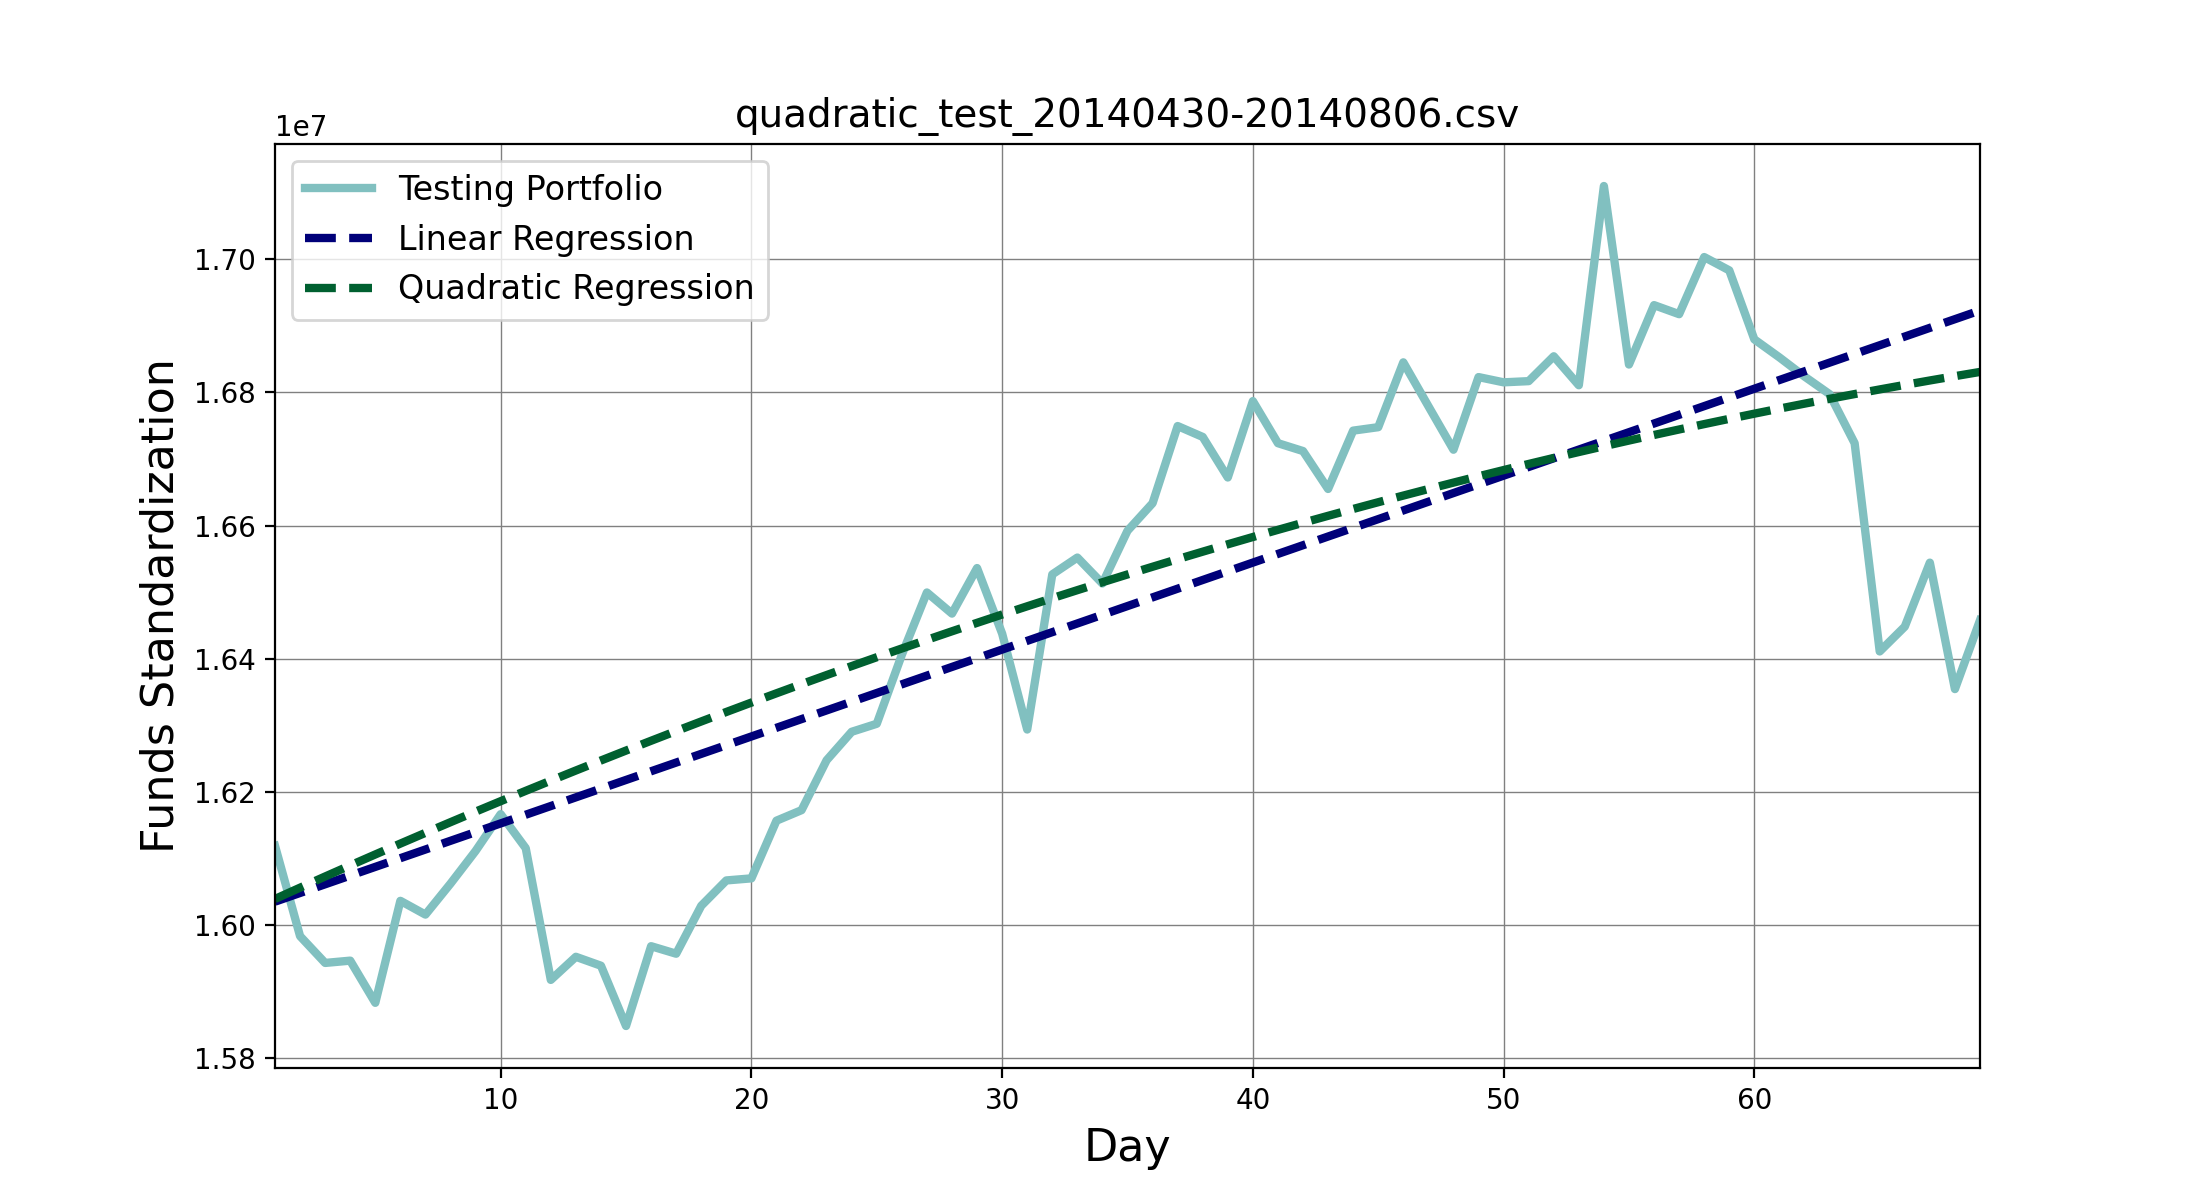 quadratic_test_20140430-20140806.csv
1e7
Testing Portfolio
Linear Regression
Quadratic Regression
Funds Standardization
1.70
1.68
1.66
1.64
1.62
1.60
1.58
10 20 30 40 50 60
Day